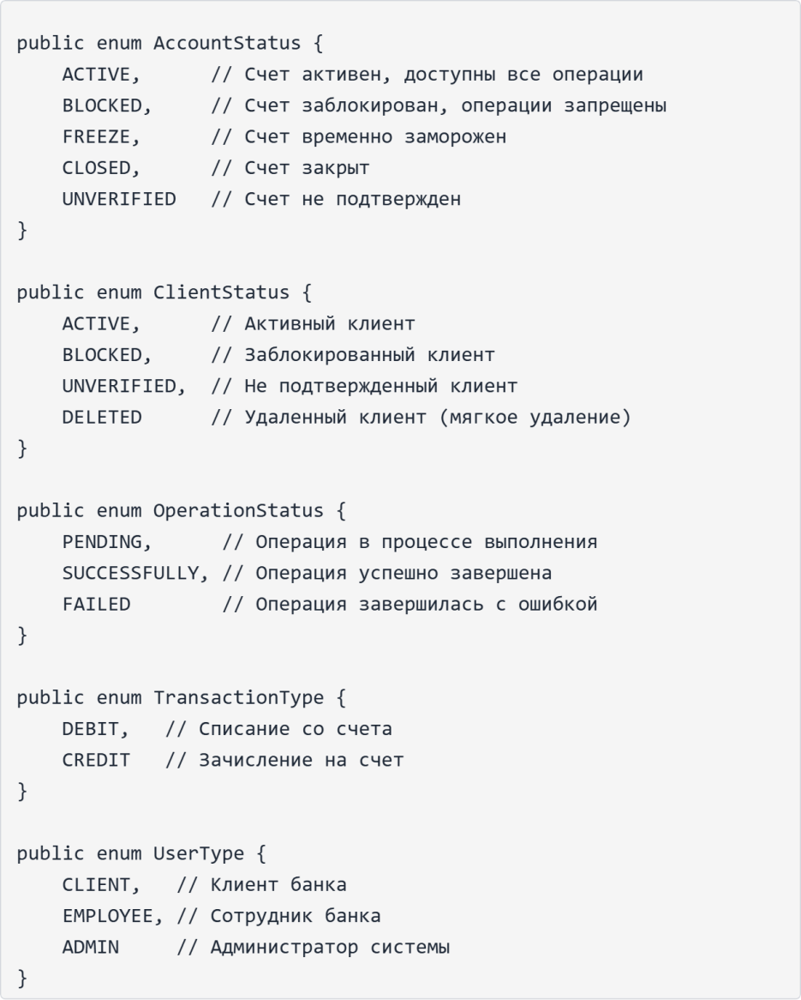 public enum AccountStatus {
    ACTIVE,      // Счет активен, доступны все операции
    BLOCKED,     // Счет заблокирован, операции запрещены
    FREEZE,      // Счет временно заморожен
    CLOSED,      // Счет закрыт
    UNVERIFIED   // Счет не подтвержден
}

public enum ClientStatus {
    ACTIVE,      // Активный клиент
    BLOCKED,     // Заблокированный клиент
    UNVERIFIED,  // Не подтвержденный клиент
    DELETED      // Удаленный клиент (мягкое удаление)
}

public enum OperationStatus {
    PENDING,      // Операция в процессе выполнения
    SUCCESSFULLY, // Операция успешно завершена
    FAILED        // Операция завершилась с ошибкой
}

public enum TransactionType {
    DEBIT,   // Списание со счета
    CREDIT   // Зачисление на счет
}

public enum UserType {
    CLIENT,   // Клиент банка
    EMPLOYEE, // Сотрудник банка
    ADMIN     // Администратор системы
}